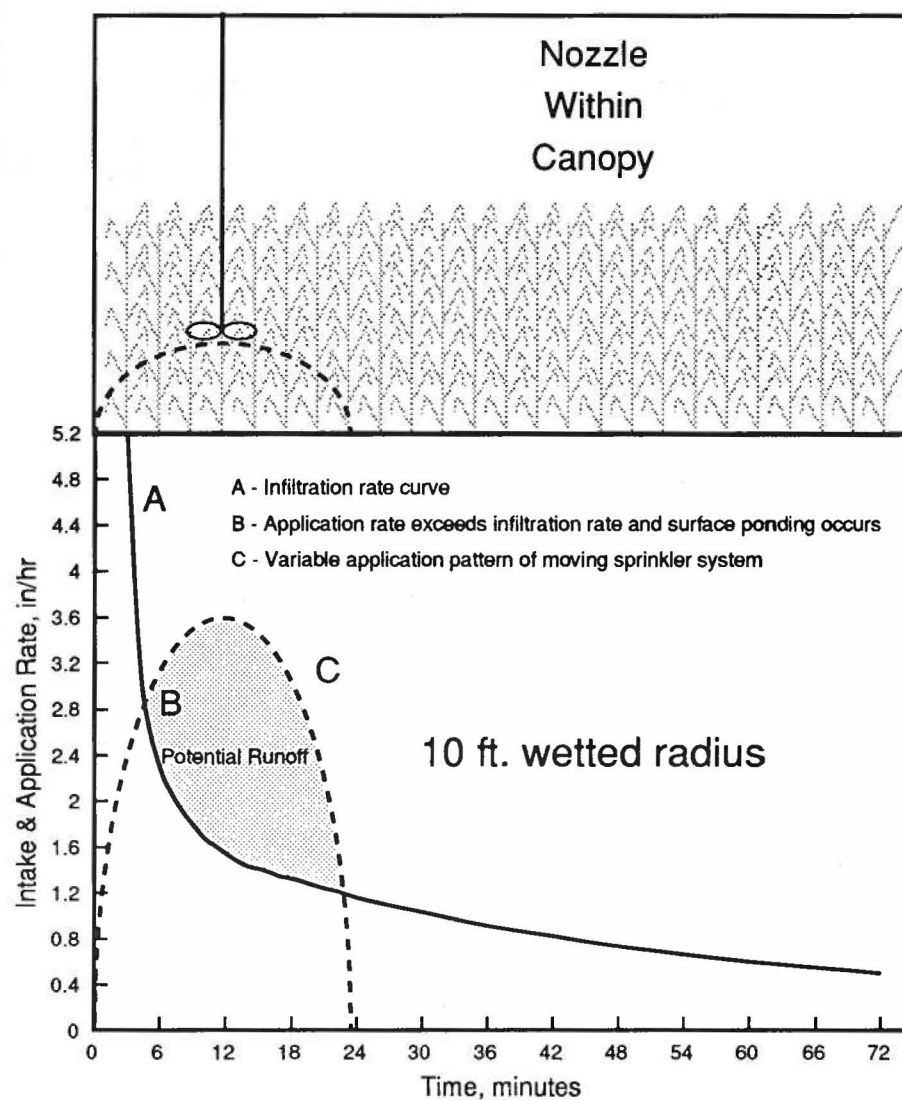 Nozzle
Within
Canopy
5.2
4.8
4.4
4
3.6
3.2
2.8
2.4
2
1.6
1.2
0.8
0.4
0
Intake & Application Rate, in/hr
A
A - Infiltration rate curve
B - Application rate exceeds infiltration rate and surface ponding occurs
C - Variable application pattern of moving sprinkler system
B
C
Potential Runoff
10 ft. wetted radius
0 6 12 18 24 30 36 42 48 54 60 66 72
Time, minutes